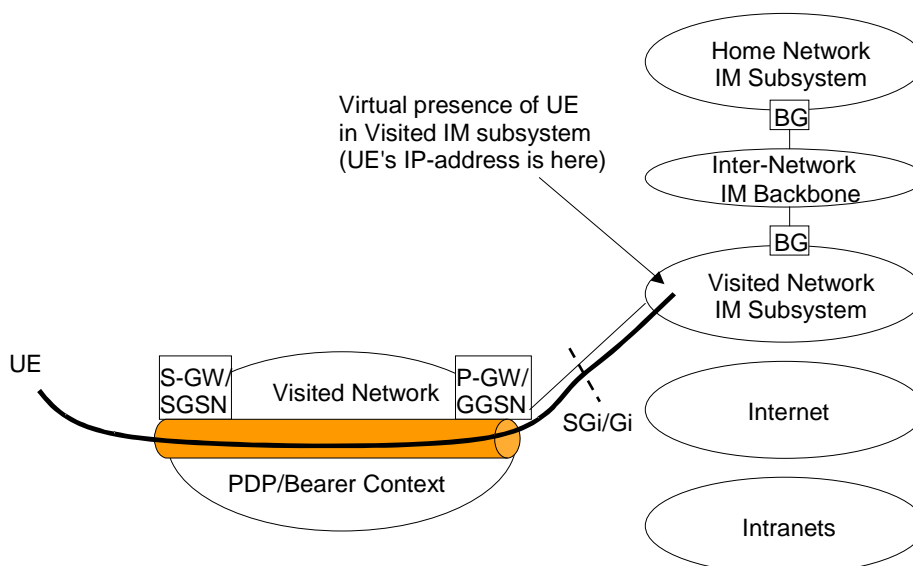 Home Network
IM Subsystem
BG
Virtual presence of UE
in Visited IM subsystem
(UE's IP-address is here)
Inter-Network
IM Backbone
BG
Visited Network
IM Subsystem
UE
S-GW/
SGSN
Visited Network
P-GW/
GGSN
SGi/Gi
Internet
PDP/Bearer Context
Intranets